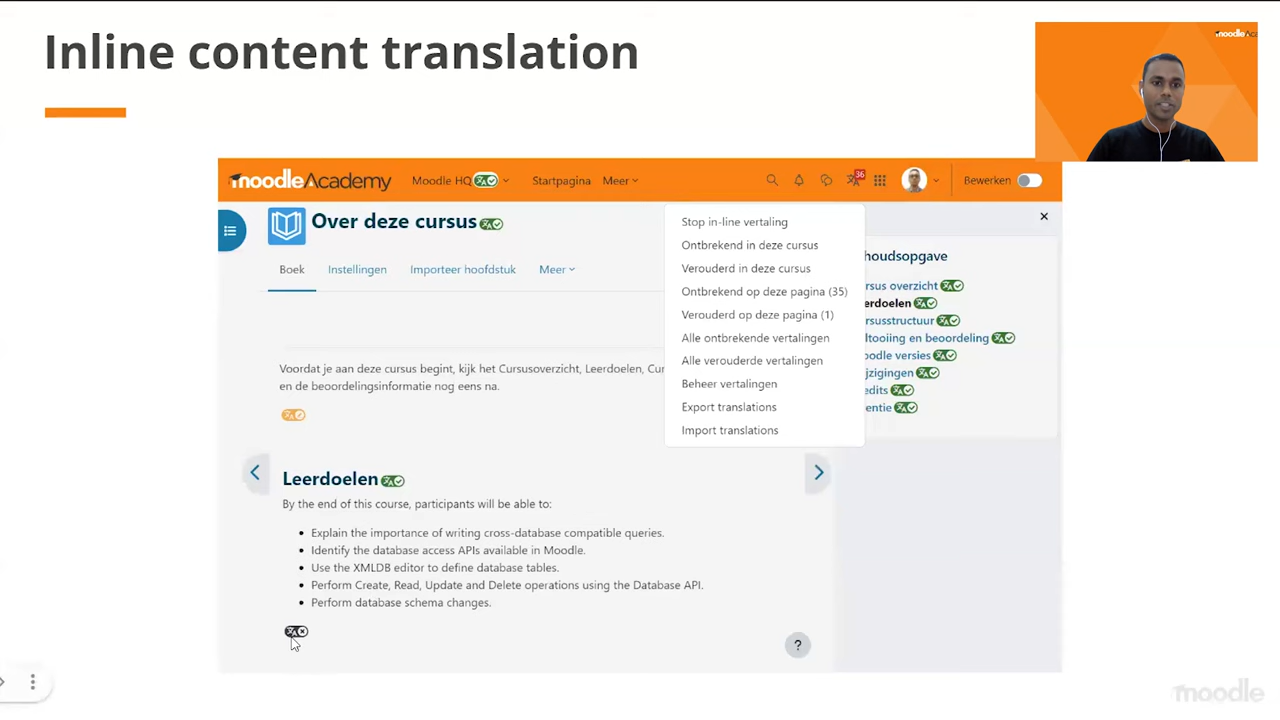 Inline content translation
moodleAca
moodleAcademy
Moodle HQ
Startpagina
Meer
36
Bewerken
Over deze cursus
Boek
Instellingen
Importeer hoofdstuk
Meer
Voordat je aan deze cursus begint, kijk het Cursusoverzicht, Leerdoelen, Cur
en de beoordelingsinformatie nog eens na.
Leerdoelen
By the end of this course, participants will be able to:
Explain the importance of writing cross-database compatible queries.
Identify the database access APIs available in Moodle.
Use the XMLDB editor to define database tables.
Perform Create, Read, Update and Delete operations using the Database API.
Perform database schema changes.
Stop in-line vertaling
Ontbrekend in deze cursus
Verouderd in deze cursus
Ontbrekend op deze pagina (35)
Verouderd op deze pagina (1)
Alle ontbrekende vertalingen
Alle verouderde vertalingen
Beheer vertalingen
Export translations
Import translations
houdsopgave
rsus overzicht
erdoelen
rsusstructuur
ltooiing en beoordeling
odle versies
ijzigingen
edits
entie
?
moodle